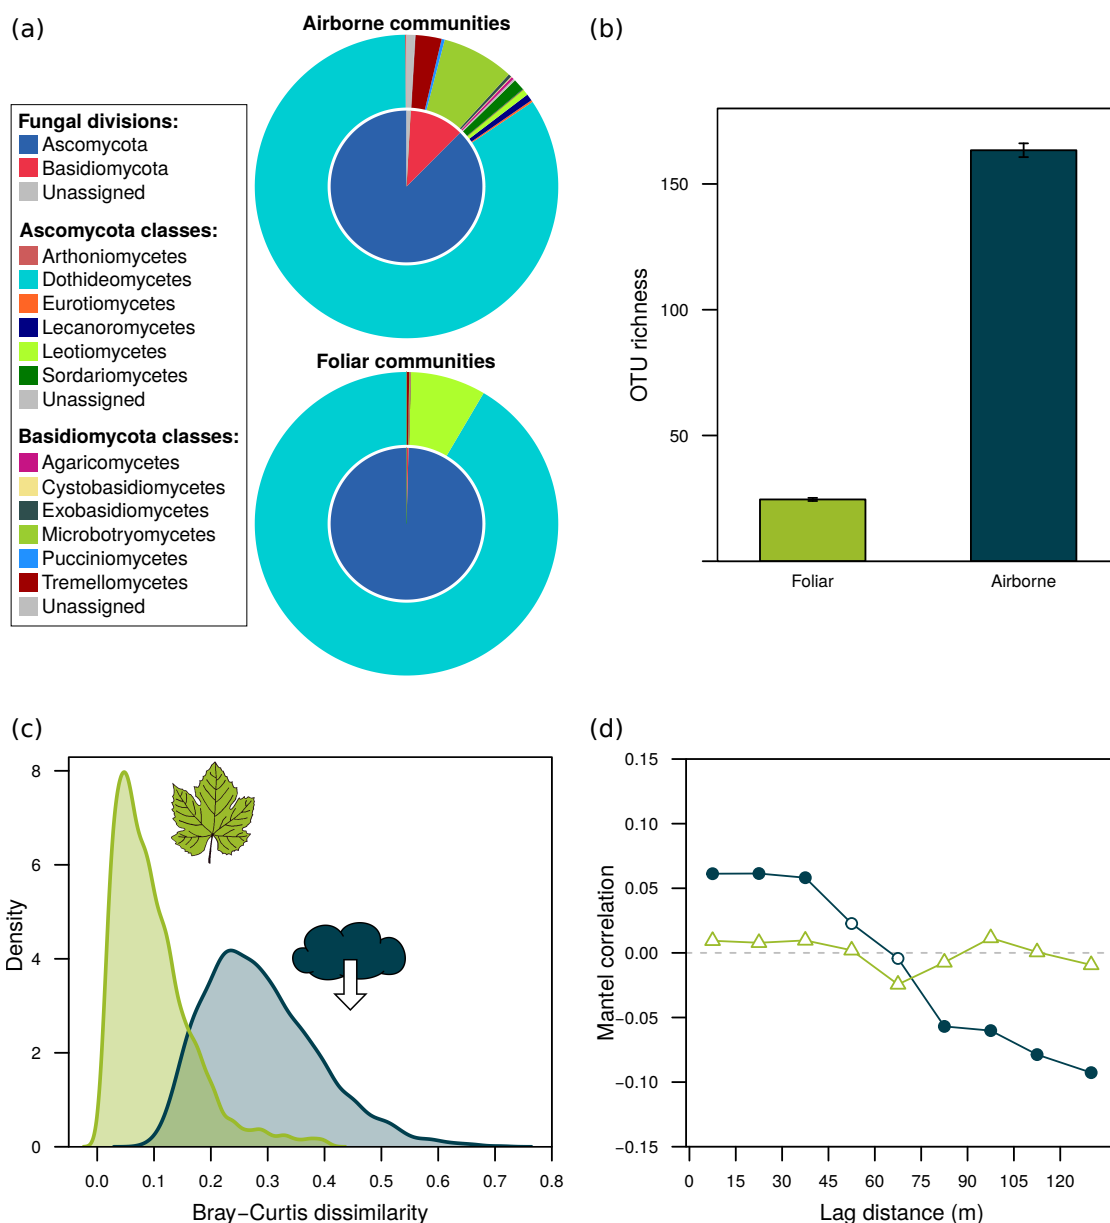 (a)
Airborne communities
Fungal divisions:
Ascomycota
Basidiomycota
Unassigned
Ascomycota classes:
Arthoniomycetes
Dothideomycetes
Eurotiomycetes
Lecanoromycetes
Leotiomycetes
Sordariomycetes
Unassigned
Basidiomycota classes:
Agaricomycetes
Cystobasidiomycetes
Exobasidiomycetes
Microbotryomycetes
Pucciniomycetes
Tremellomycetes
Unassigned
Foliar communities
(b)
OTU richness
150
100
50
Foliar Airborne
(c)
Density
8
6
4
2
0
0.0 0.1 0.2 0.3 0.4 0.5 0.6 0.7 0.8
Bray−Curtis dissimilarity
(d)
Mantel correlation
0.15
0.10
0.05
0.00
−0.05
−0.10
−0.15
0 15 30 45 60 75 90 105 120
Lag distance (m)